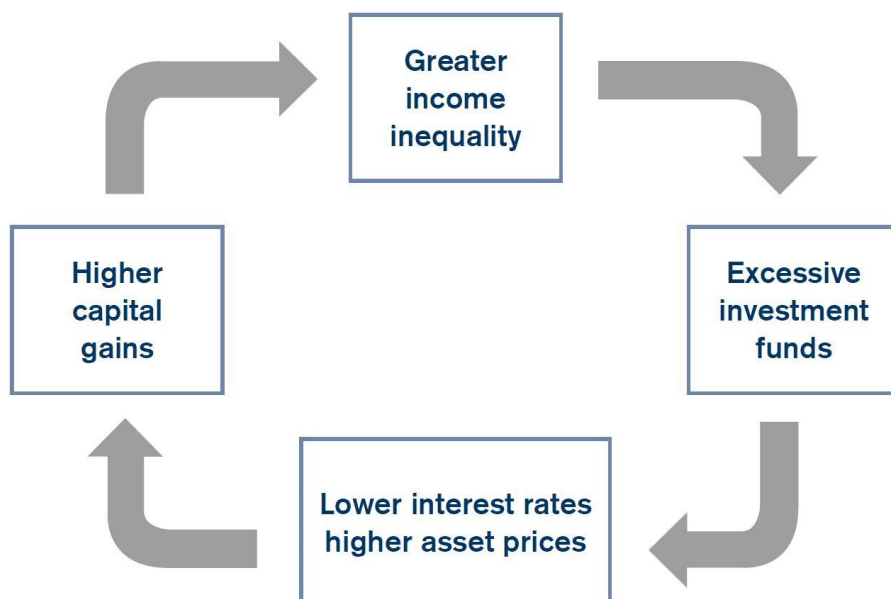 Greater
income
inequality
Excessive
investment
funds
Lower interest rates
higher asset prices
Higher
capital
gains